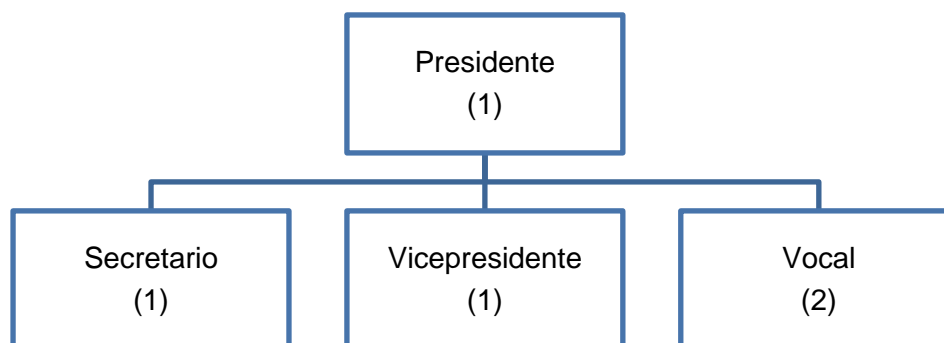 Presidente
(1)
Secretario
(1)
Vicepresidente
(1)
Vocal
(2)